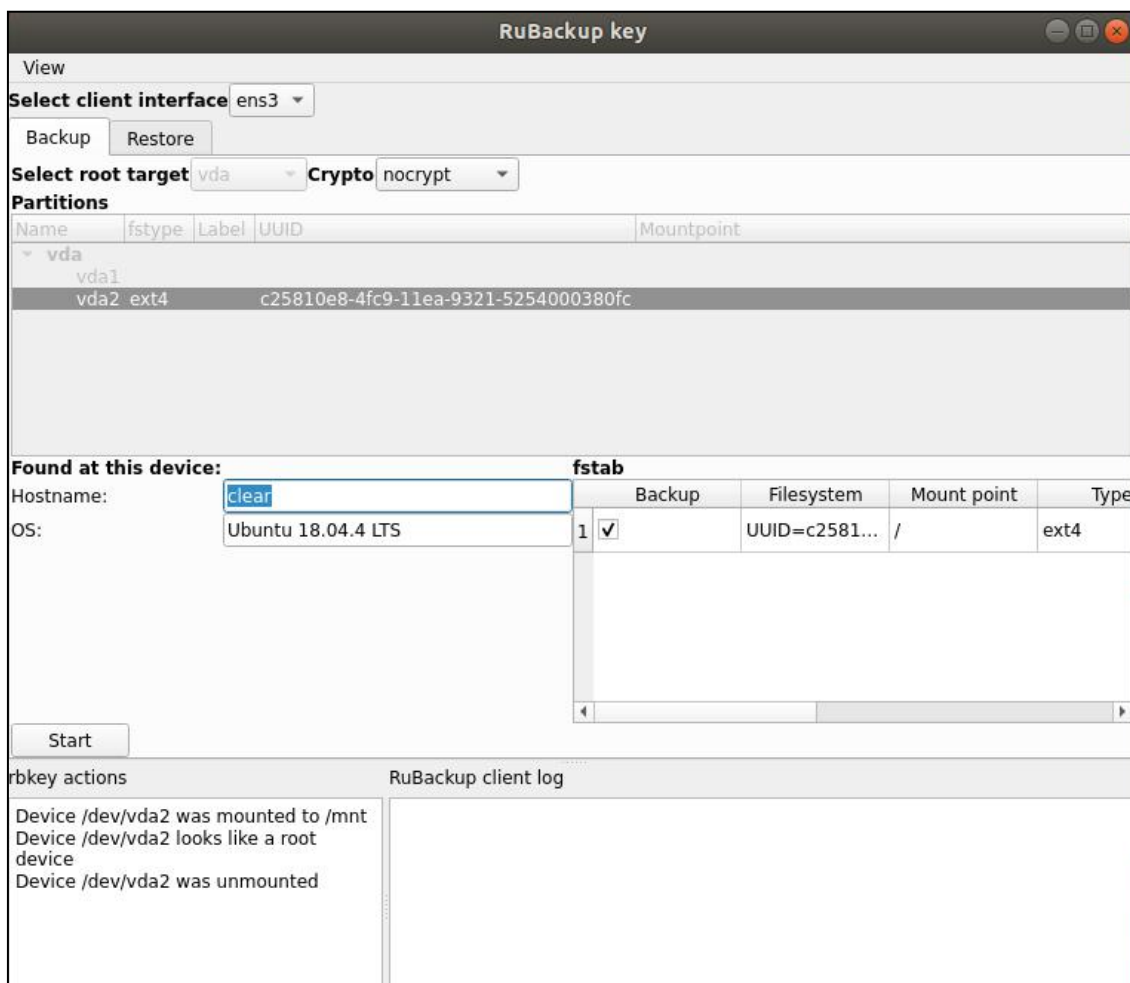 RuBackup key
View
Select client interface ens3
Backup Restore
Select root target vda Crypto nocrypt
Partitions
Name fstype Label UUID Mountpoint
vda
vda1
vda2 ext4 c25810e8-4fc9-11ea-9321-5254000380fc
Found at this device:
Hostname: clear
OS: Ubuntu 18.04.4 LTS
fstab
Backup Filesystem Mount point Type
1 UUID=c2581... / ext4
Start
rbkey actions
Device /dev/vda2 was mounted to /mnt
Device /dev/vda2 looks like a root
device
Device /dev/vda2 was unmounted
RuBackup client log